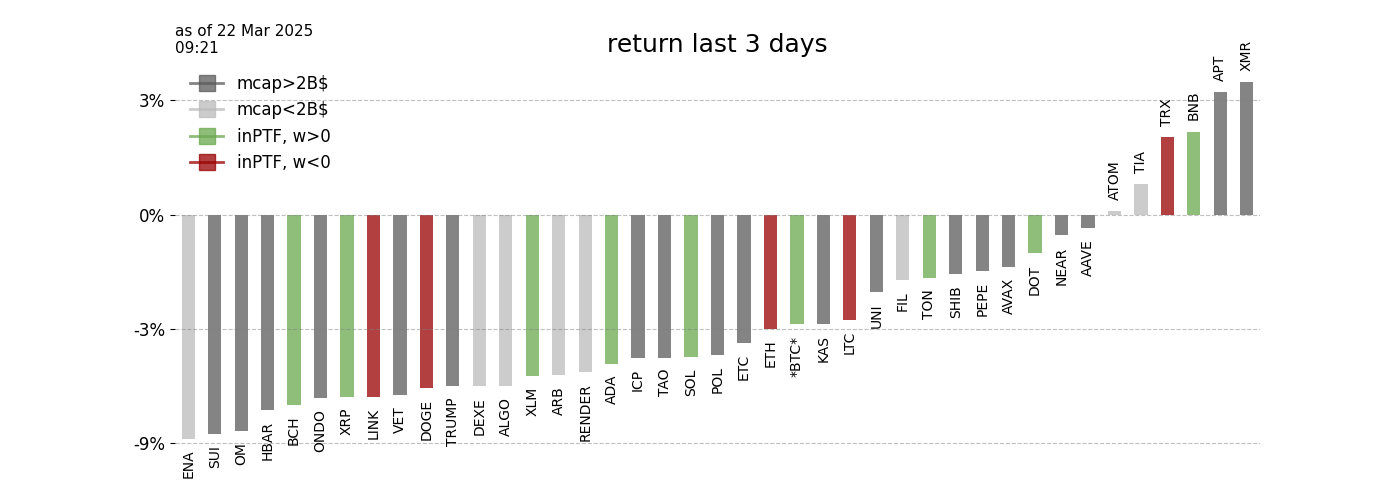 as of 22 Mar 2025
09:21
return last 3 days
mcap>2B$
mcap<2B$
inPTF, w>0
inPTF, w<0
3%
0%
-3%
-9%
ENA
SUI
OM
HBAR
BCH
ONDO
XRP
LINK
VET
DOGE
TRUMP
DEXE
ALGO
XLM
ARB
RENDER
ADA
ICP
TAO
SOL
POL
ETC
ETH
*BTC*
KAS
LTC
UNI
FIL
TON
SHIB
PEPE
AVAX
DOT
NEAR
AAVE
ATOM
TIA
TRX
BNB
APT
XMR